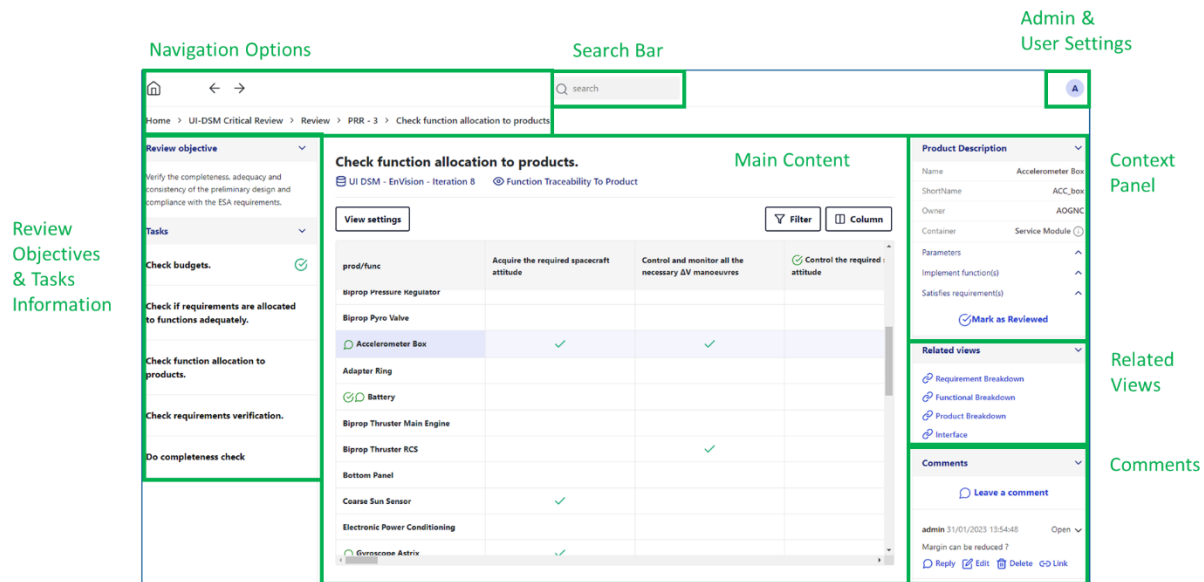 Admin &
User Settings
Navigation Options
Search Bar
search
A
Home > UI-DSM Critical Review > Review > PRR - 3 > Check function allocation to products
Review
Objectives
& Tasks
Information
Review objective
Verify the completeness, adequacy and
consistency of the preliminary design and
compliance with the ESA requirements.
Tasks
Check budgets.
Check if requirements are allocated
to functions adequately.
Check function allocation to
products.
Check requirements verification.
Do completeness check
Main Content
Check function allocation to products.
UI DSM - EnVision - Iteration 8 Function Traceability To Product
View settings
Filter
Column
prod/func
Acquire the required spacecraft
attitude
Control and monitor all the
necessary ΔV manoeuvres
Control the required
attitude
Biprop Pressure Regulator
Biprop Pyro Valve
Accelerometer Box
Adapter Ring
Battery
Biprop Thruster Main Engine
Biprop Thruster RCS
Bottom Panel
Coarse Sun Sensor
Electronic Power Conditioning
Gyroscope Astrix
Context
Panel
Product Description
Name Accelerometer Box
ShortName ACC_box
Owner AOGNC
Container Service Module
Parameters
Implement function(s)
Satisfies requirement(s)
Mark as Reviewed
Related
Views
Related views
Requirement Breakdown
Functional Breakdown
Product Breakdown
Interface
Comments
Comments
Leave a comment
admin 31/01/2023 13:54:48 Open
Margin can be reduced ?
Reply Edit Delete Link